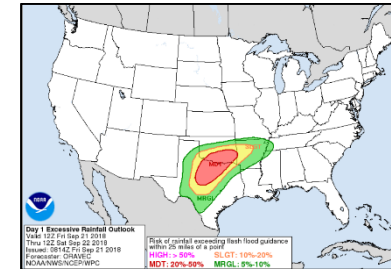 SLGT
MDT
MRGL
noaa
Day 1 Excessive Rainfall Outlook
Valid 12Z Fri Sep 21 2018
Thru 12Z Sat Sep 22 2018
Issued: 0814Z Fri Sep 21 2018
Forecaster: ORAVEC
NOAA/NWS/NCEP/WPC
Risk of rainfall exceeding flash flood guidance
within 25 miles of a point
HIGH: > 50% SLGT: 10%-20%
MDT: 20%-50% MRGL: 5%-10%